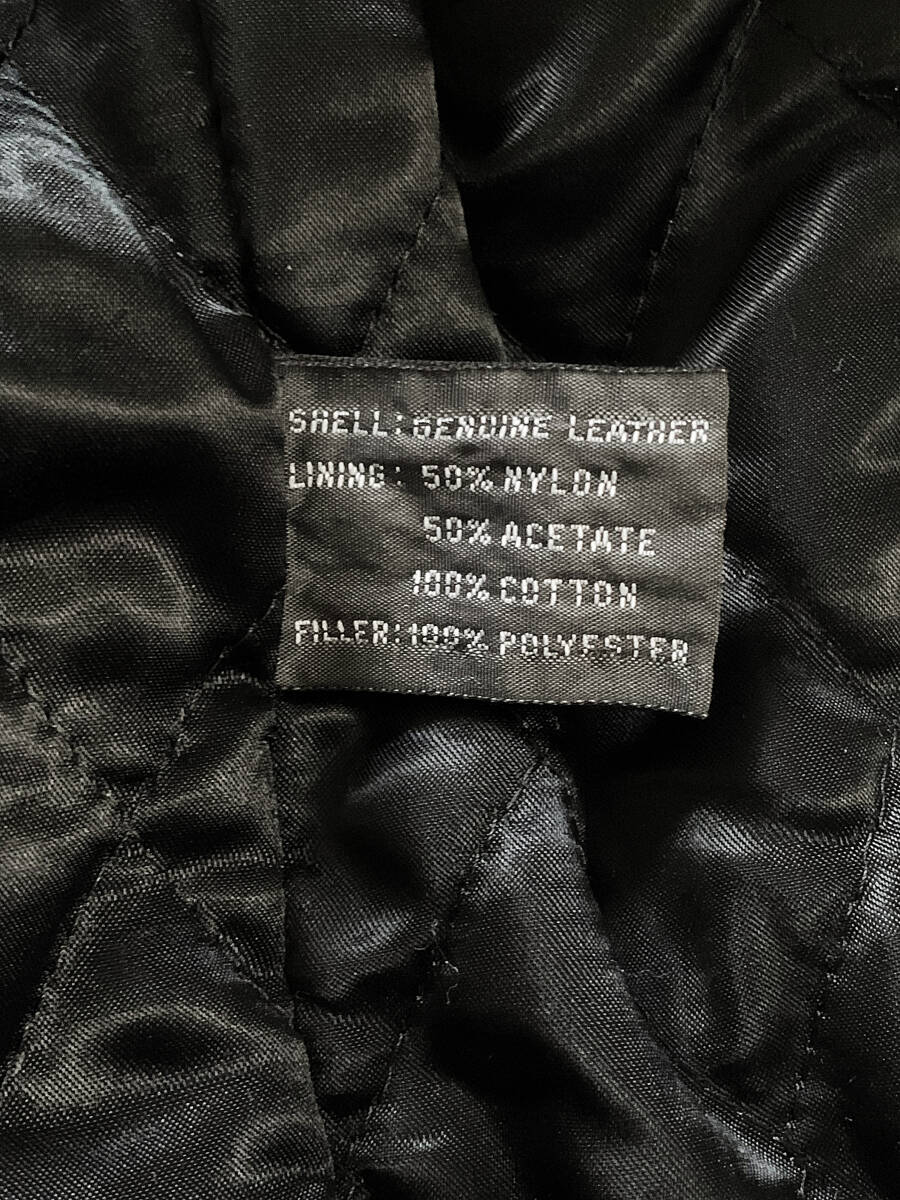 SHELL: GENUINE LEATHER
LINING: 50% NYLON
50% ACETATE
100% COTTON
FILLER: 100% POLYESTER